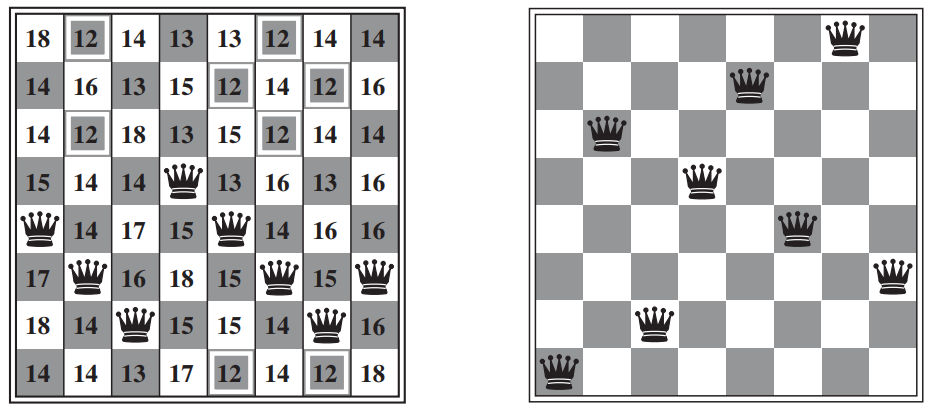 18 12 14 13 13 12 14 14
14 16 13 15 12 14 12 16
14 12 18 13 15 12 14 14
15 14 14 13 16 13 16
14 17 15 14 16 16
17 16 18 15 15
18 14 15 15 14 16
14 14 13 17 12 14 12 18